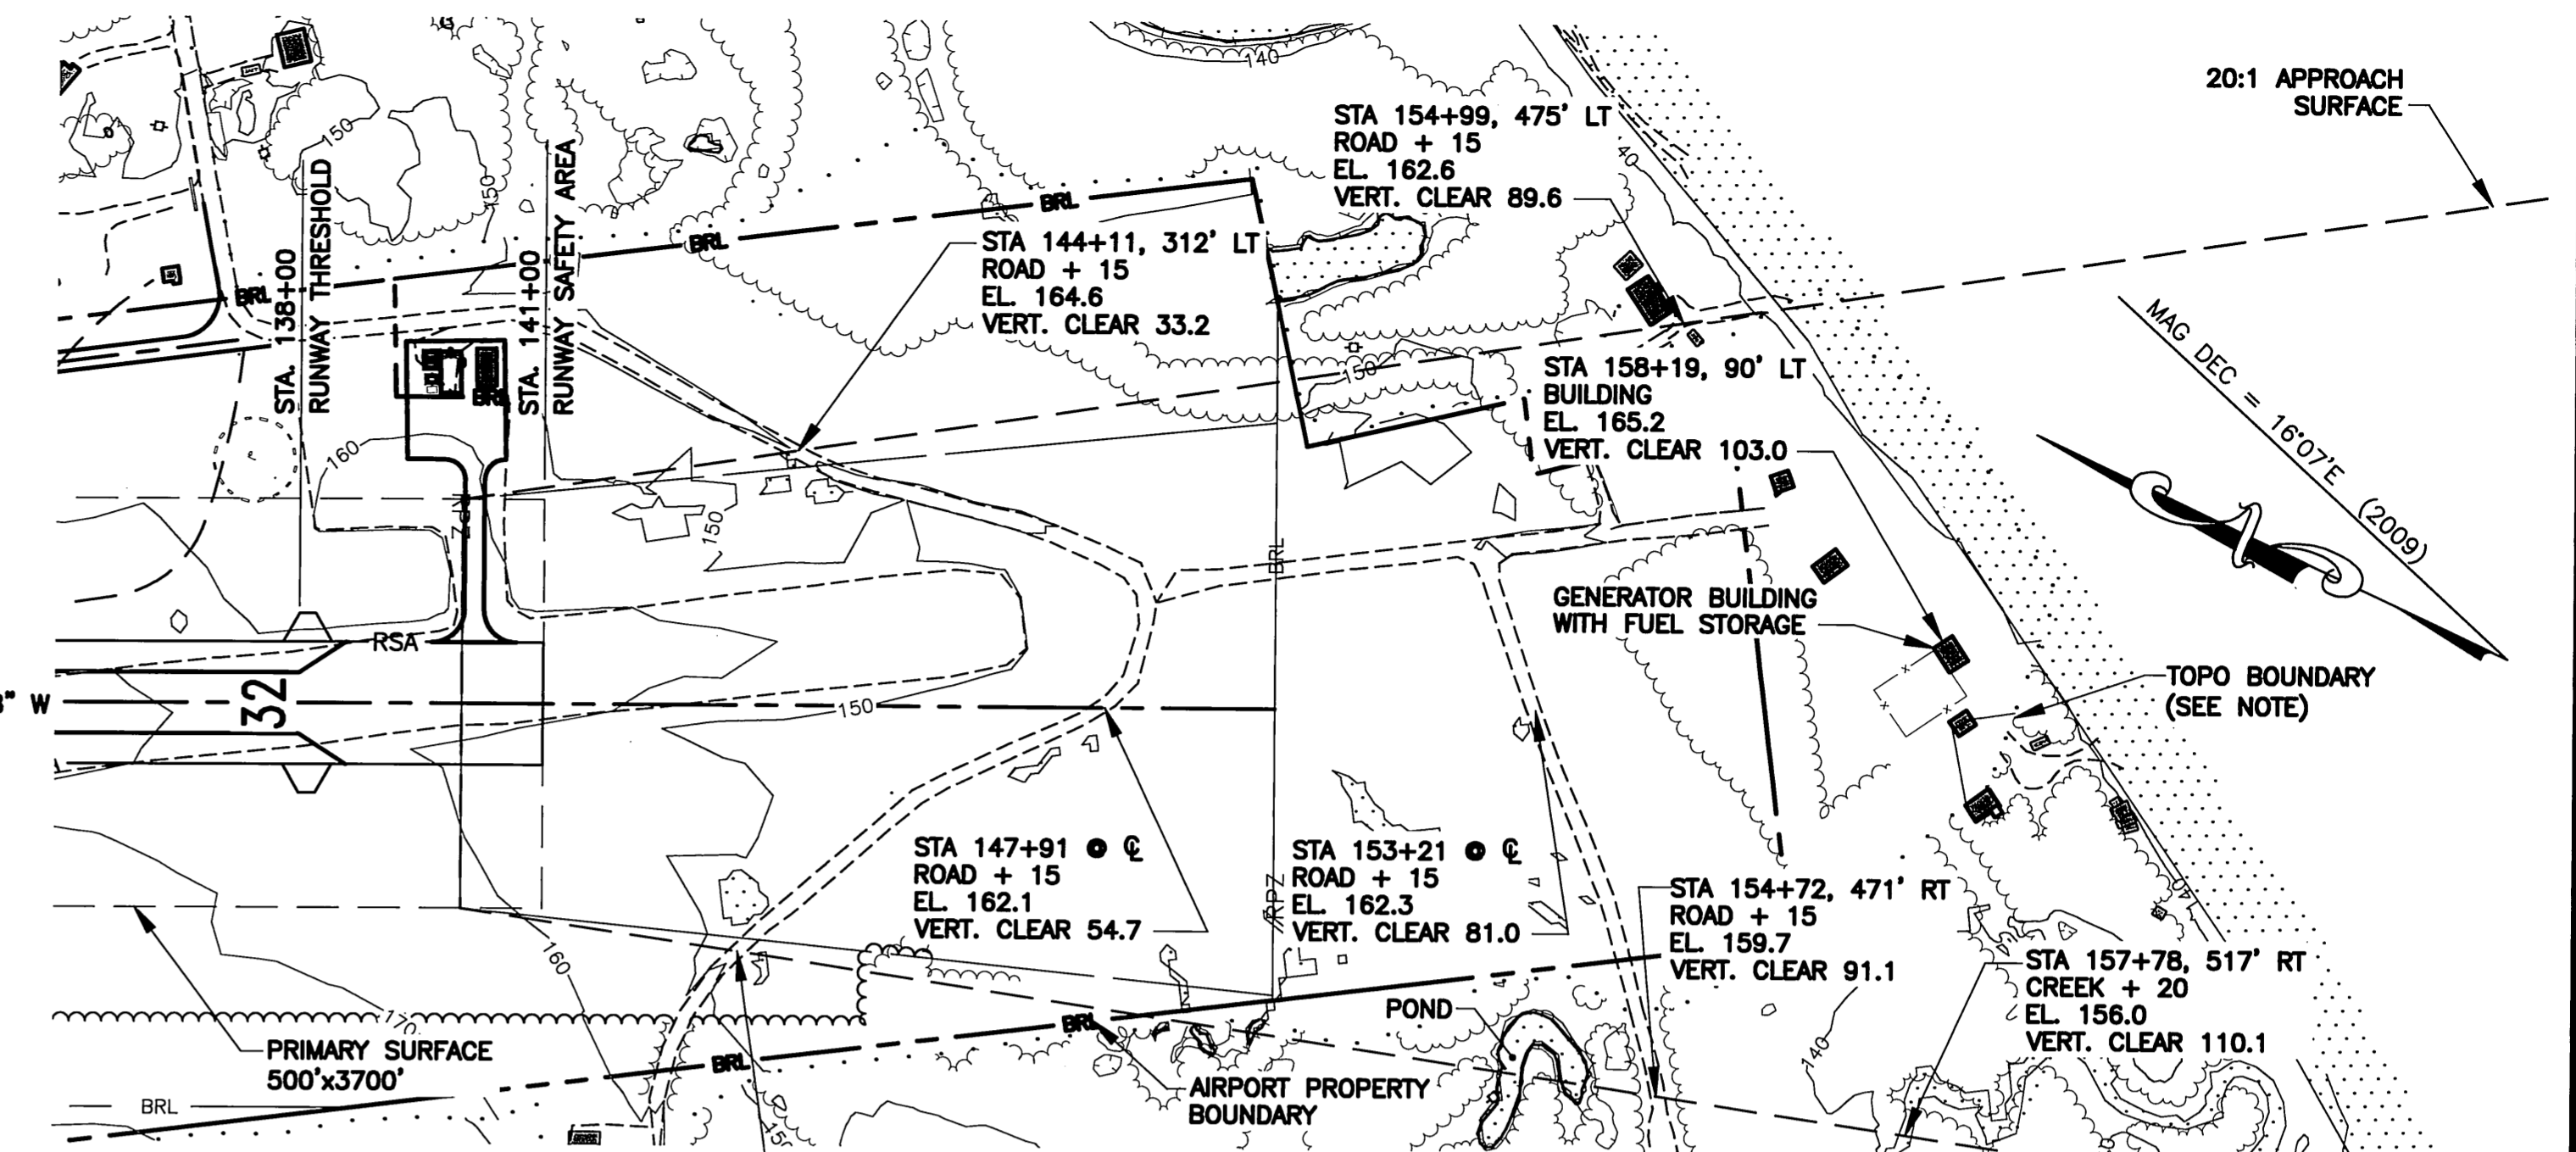 20:1 APPROACH
SURFACE
140
STA 154+99, 475' LT
ROAD + 15
EL. 162.6
VERT. CLEAR 89.6
40
150
150
STA. 138+00
RUNWAY THRESHOLD
STA. 141+00
RUNWAY SAFETY AREA
BRL
BRL
BRL
BRL
STA 144+11, 312' LT
ROAD + 15
EL. 164.6
VERT. CLEAR 33.2
MAG DEC = 16°07'E (2009)
150
STA 158+19, 90' LT
BUILDING
EL. 165.2
VERT. CLEAR 103.0
160
150
RPZ
BRL
GENERATOR BUILDING
WITH FUEL STORAGE
RSA
32
W
150
TOPO BOUNDARY
(SEE NOTE)
STA 147+91 @ ℄
ROAD + 15
EL. 162.1
VERT. CLEAR 54.7
STA 153+21 @ ℄
ROAD + 15
EL. 162.3
VERT. CLEAR 81.0
RPZ
STA 154+72, 471' RT
ROAD + 15
EL. 159.7
VERT. CLEAR 91.1
STA 157+78, 517' RT
CREEK + 20
EL. 156.0
VERT. CLEAR 110.1
160
170
POND
140
PRIMARY SURFACE
500'x3700'
BRL
BRL
BRL
AIRPORT PROPERTY
BOUNDARY
150